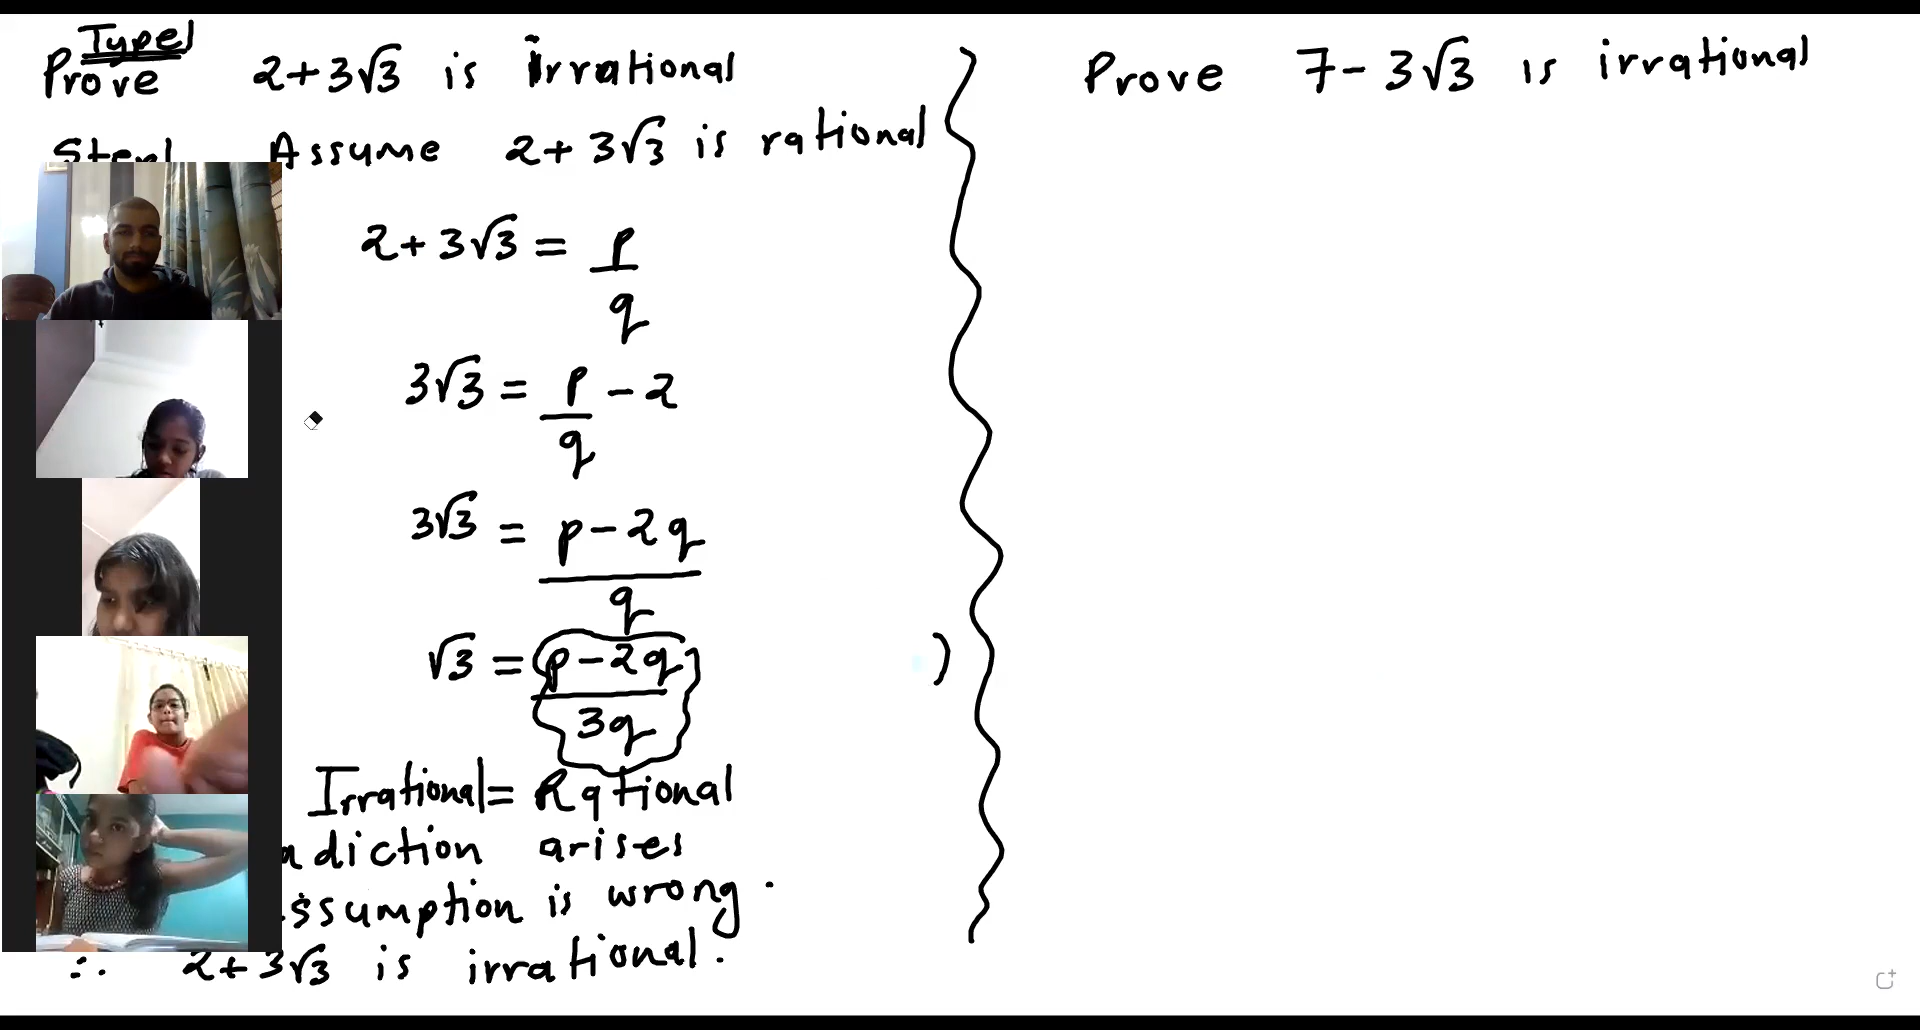 Type 1
Prove 2+3√3 is irrational
Assume 2+3√3 is rational
2+3√3 = p/q
3√3 = p/q - 2
3√3 = p-2q/q
√3 = p-2q/3q
Irrational = Rational
adiction arises
ssumption is wrong.
∴ 2+3√3 is irrational.
)
Prove 7-3√3 is irrational